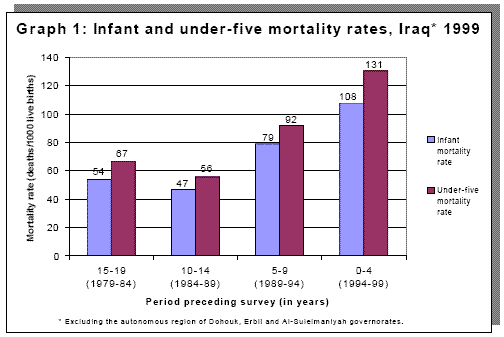 Graph 1: Infant and under-five mortality rates, Iraq* 1999
Mortality rate (deaths/1000 live births)
140
120
100
80
60
40
20
0
54
67
47
56
79
92
108
131
Infant
mortality
rate
Under-five
mortality
rate
15-19
(1979-84)
10-14
(1984-89)
5-9
(1989-94)
0-4
(1994-99)
Period preceding survey (in years)
* Excluding the autonomous region of Dohouk, Erbil and Al-Suleimaniyah governorates.